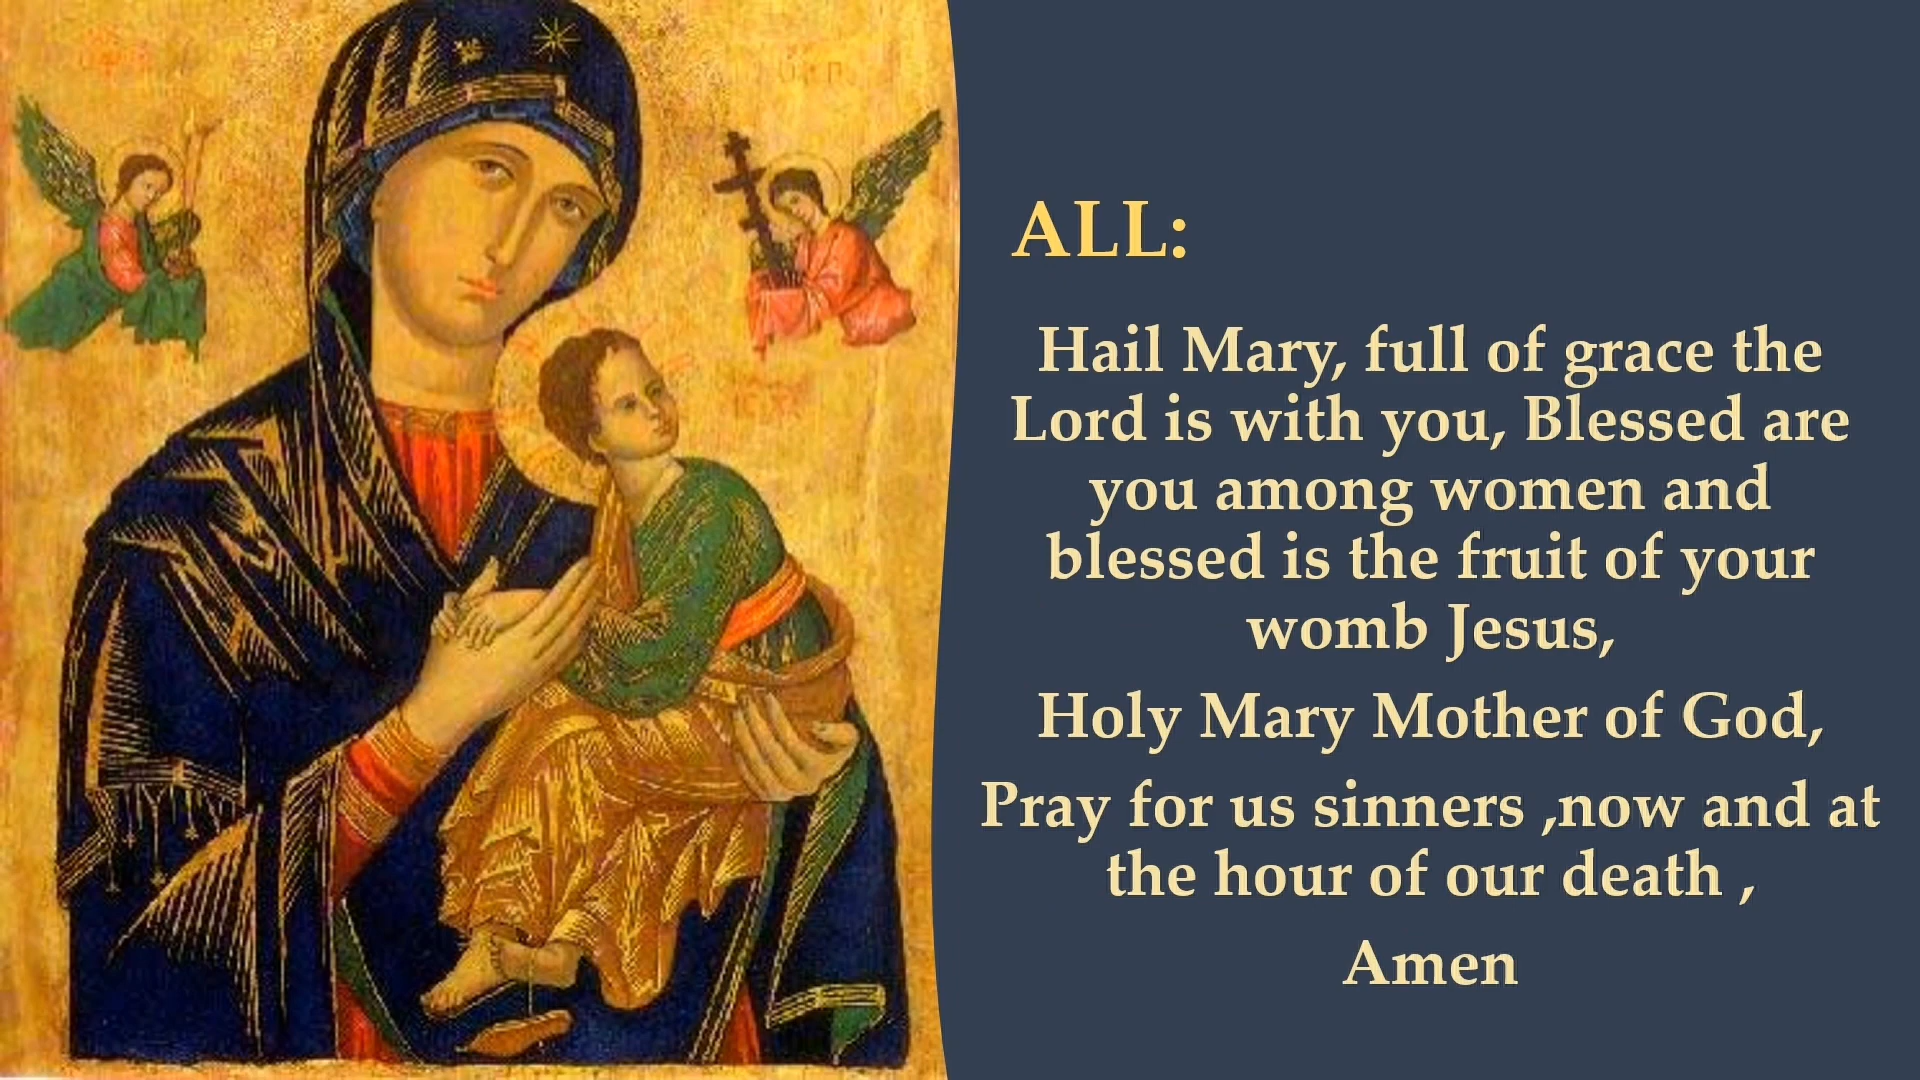 ALL:
Hail Mary, full of grace the
Lord is with you, Blessed are
you among women and
blessed is the fruit of your
womb Jesus,
Holy Mary Mother of God,
Pray for us sinners ,now and at
the hour of our death ,
Amen